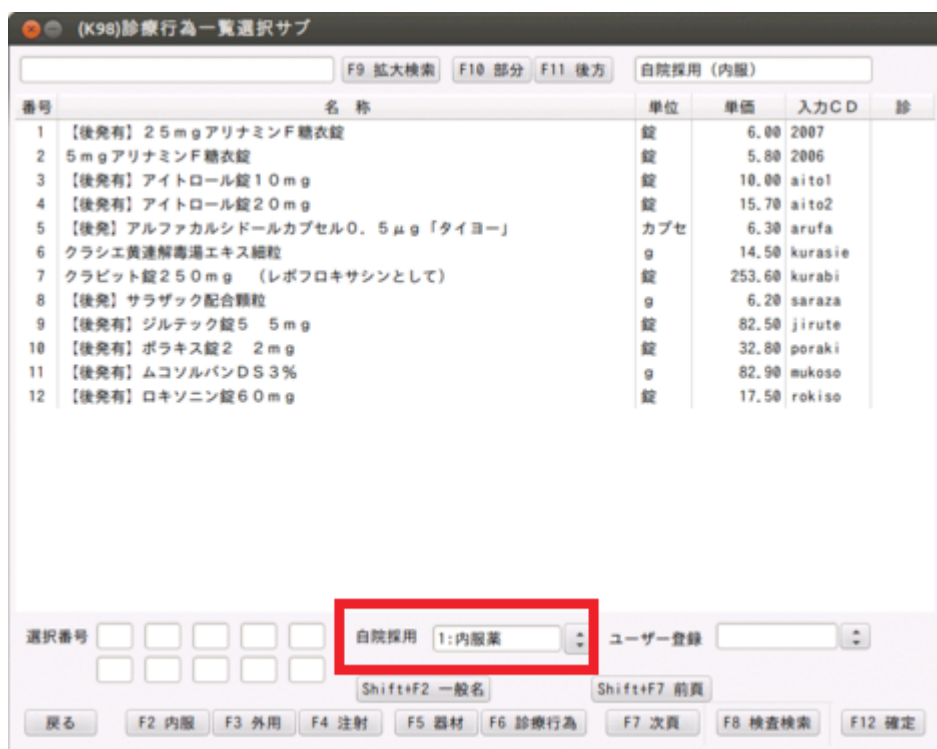 (K98)診療行為一覧選択サブ
F9 拡大検索 F10 部分 F11 後方 自院採用（内服）
番号 名 称 単位 単価 入力ＣＤ 診
1 【後発有】２５ｍｇアリナミンＦ糖衣錠 錠 6.00 2007
2 ５ｍｇアリナミンＦ糖衣錠 錠 5.80 2006
3 【後発有】アイトロール錠１０ｍｇ 錠 10.00 aito1
4 【後発有】アイトロール錠２０ｍｇ 錠 15.70 aito2
5 【後発】アルファカルシドールカプセル０．５μｇ「タイヨー」 カプセ 6.30 arufa
6 クラシエ黄連解毒湯エキス細粒 g 14.50 kurasie
7 クラビット錠２５０ｍｇ （レボフロキサシンとして） 錠 253.60 kurabi
8 【後発】サラザック配合顆粒 g 6.20 saraza
9 【後発有】ジルテック錠５ ５ｍｇ 錠 82.50 jirute
10 【後発有】ポラキス錠２ ２ｍｇ 錠 32.80 poraki
11 【後発有】ムコソルバンＤＳ３％ g 82.90 mukoso
12 【後発有】ロキソニン錠６０ｍｇ 錠 17.50 rokiso
選択番号 自院採用 1:内服薬 ユーザー登録
Shift+F2 一般名 Shift+F7 前頁
戻る F2 内服 F3 外用 F4 注射 F5 器材 F6 診療行為 F7 次頁 F8 検査検索 F12 確定